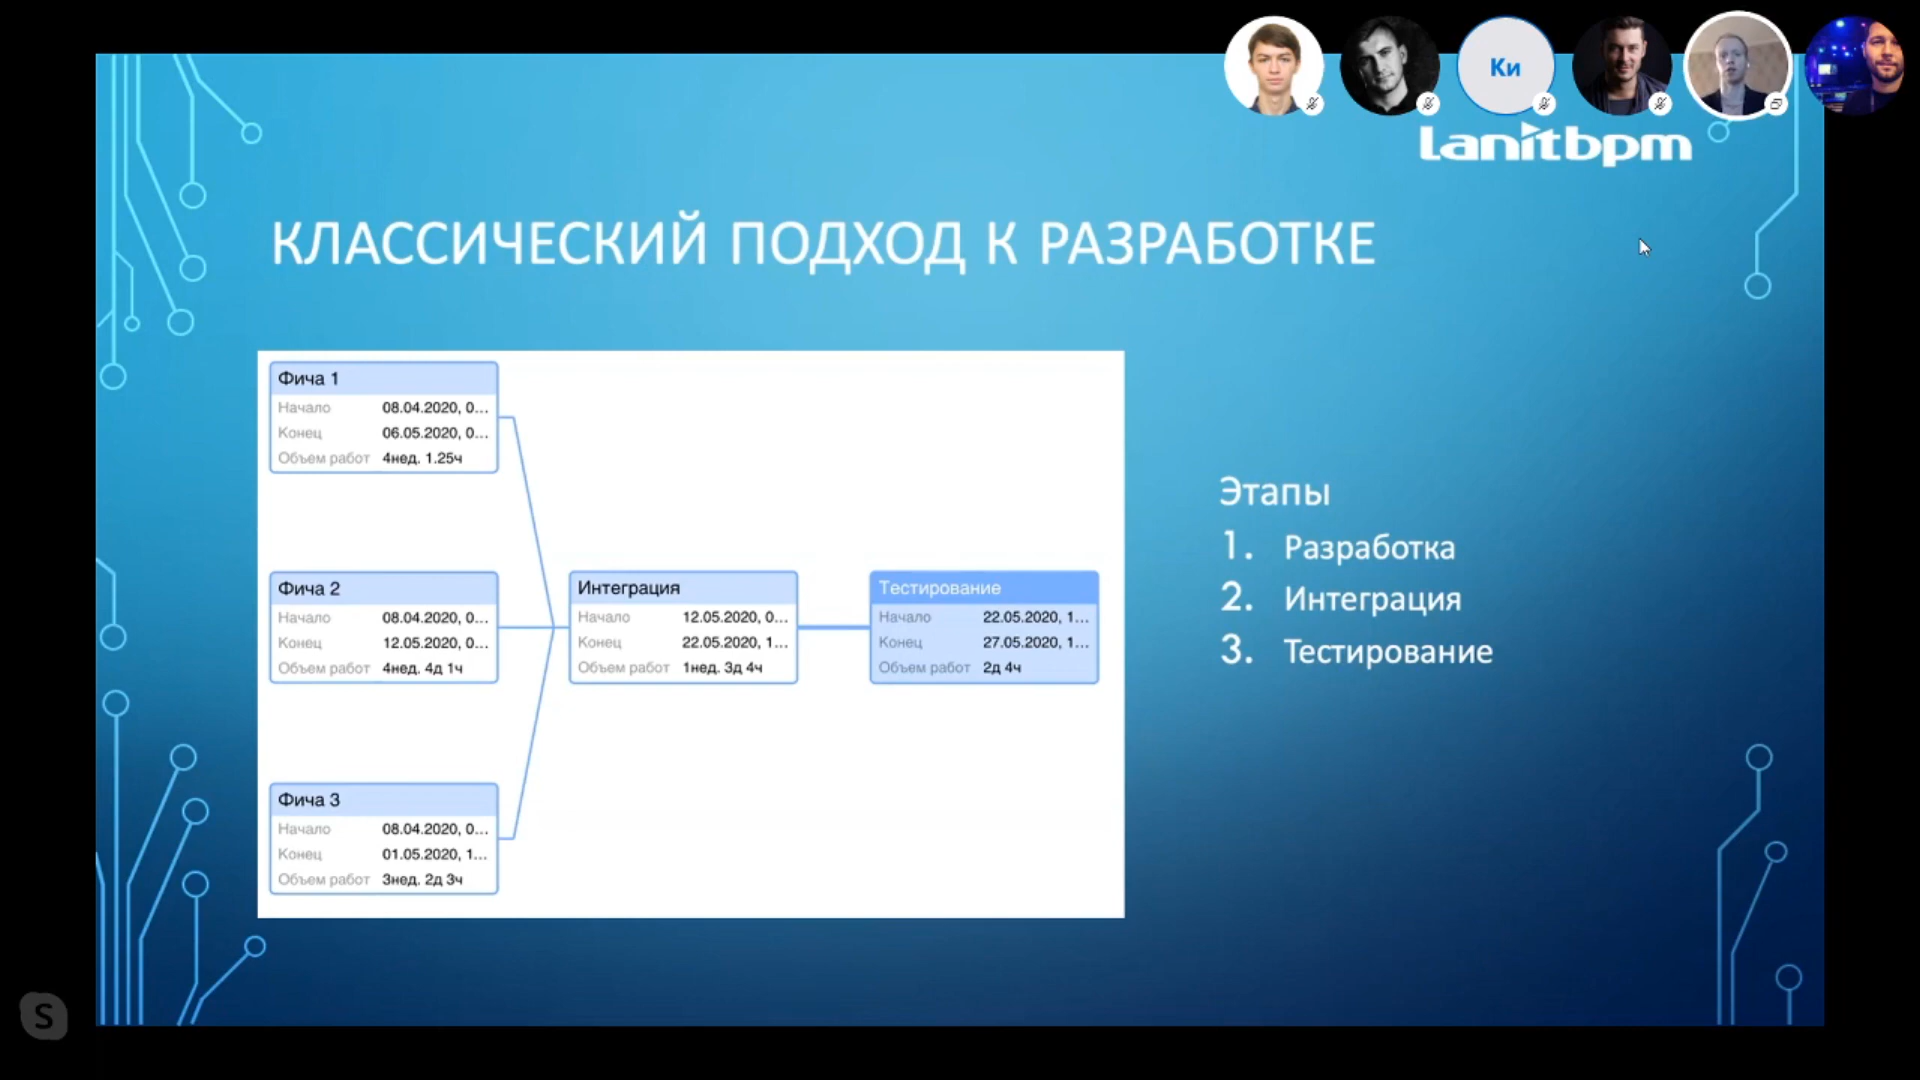 Ки
Lanitbpm
КЛАССИЧЕСКИЙ ПОДХОД К РАЗРАБОТКЕ
Фича 1
Начало 08.04.2020, 0...
Конец 06.05.2020, 0...
Объем работ 4нед. 1.25ч
Фича 2
Начало 08.04.2020, 0...
Конец 12.05.2020, 0...
Объем работ 4нед. 4д 1ч
Интеграция
Начало 12.05.2020, 0...
Конец 22.05.2020, 1...
Объем работ 1нед. 3д 4ч
Тестирование
Начало 22.05.2020, 1...
Конец 27.05.2020, 1...
Объем работ 2д 4ч
Фича 3
Начало 08.04.2020, 0...
Конец 01.05.2020, 1...
Объем работ 3нед. 2д 3ч
Этапы
1. Разработка
2. Интеграция
3. Тестирование
S